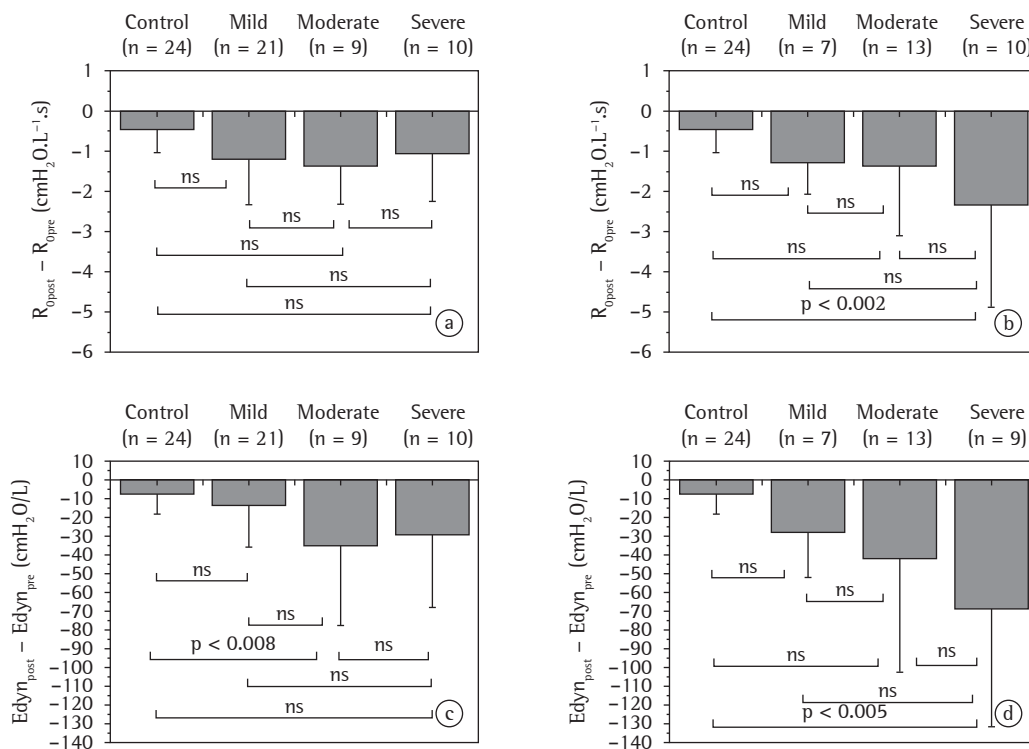 Control Mild Moderate Severe
(n = 24) (n = 21) (n = 9) (n = 10)
R₀post − R₀pre (cmH₂O.L⁻¹.s)
1
0
−1
−2
−3
−4
−5
−6
ns
ns ns
ns
ns
ns
a
Control Mild Moderate Severe
(n = 24) (n = 7) (n = 13) (n = 10)
R₀post − R₀pre (cmH₂O.L⁻¹.s)
1
0
−1
−2
−3
−4
−5
−6
ns
ns
ns ns
ns
p < 0.002
b
Control Mild Moderate Severe
(n = 24) (n = 21) (n = 9) (n = 10)
Edynpost − Edynpre (cmH₂O/L)
10
0
−10
−20
−30
−40
−50
−60
−70
−80
−90
−100
−110
−120
−130
−140
ns
ns
p < 0.008 ns
ns
ns
c
Control Mild Moderate Severe
(n = 24) (n = 7) (n = 13) (n = 9)
Edynpost − Edynpre (cmH₂O/L)
10
0
−10
−20
−30
−40
−50
−60
−70
−80
−90
−100
−110
−120
−130
−140
ns
ns
ns ns
ns
p < 0.005
d